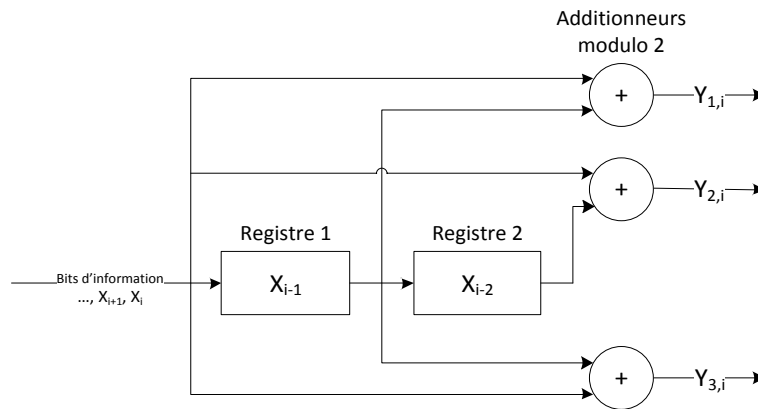 Additionneurs
modulo 2
+
Y1,i
+
Y2,i
Registre 1
Registre 2
Bits d'information
..., Xi+1, Xi
Xi-1
Xi-2
+
Y3,i